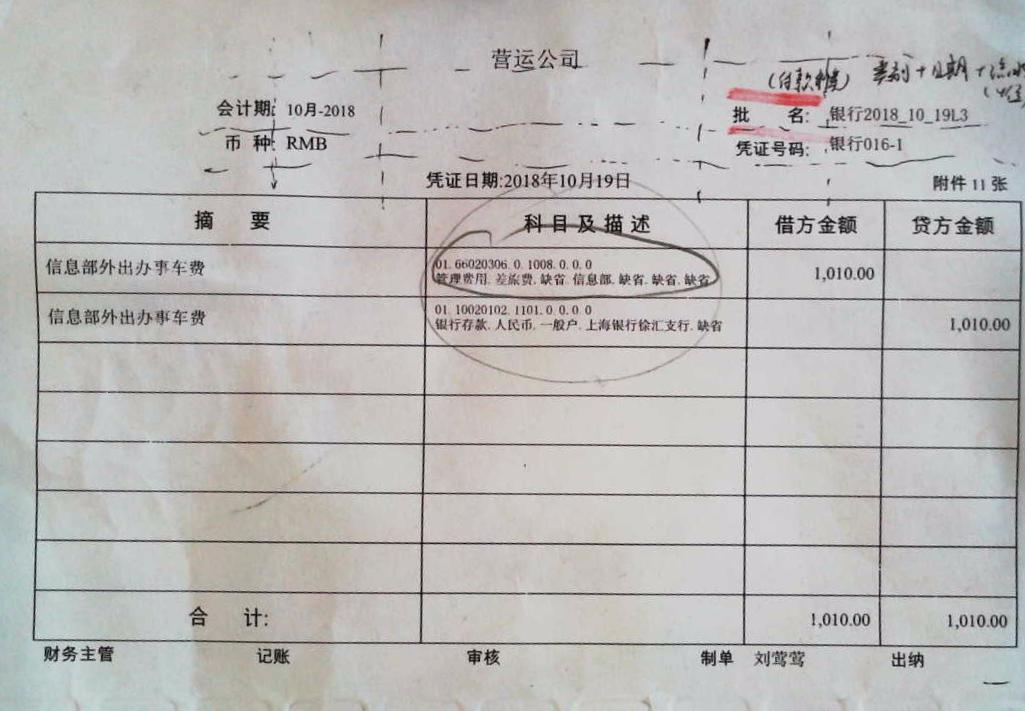 营运公司
(付款
类别十日期十流水
会计期: 10月-2018
批 名: 银行2018_10_19L3
币 种: RMB
凭证号码: 银行016-1
凭证日期:2018年10月19日
附件 11 张
摘 要 科目及描述 借方金额 贷方金额
信息部外出办事车费 01. 66020306. 0. 1008. 0. 0. 0 1,010.00
管理费用. 差旅费. 缺省. 信息部. 缺省. 缺省. 缺省
信息部外出办事车费 01. 10020102. 1101. 0. 0. 0. 0 1,010.00
银行存款. 人民币. 一般户. 上海银行徐汇支行. 缺省
合 计: 1,010.00 1,010.00
财务主管 记账 审核 制单 刘莺莺 出纳